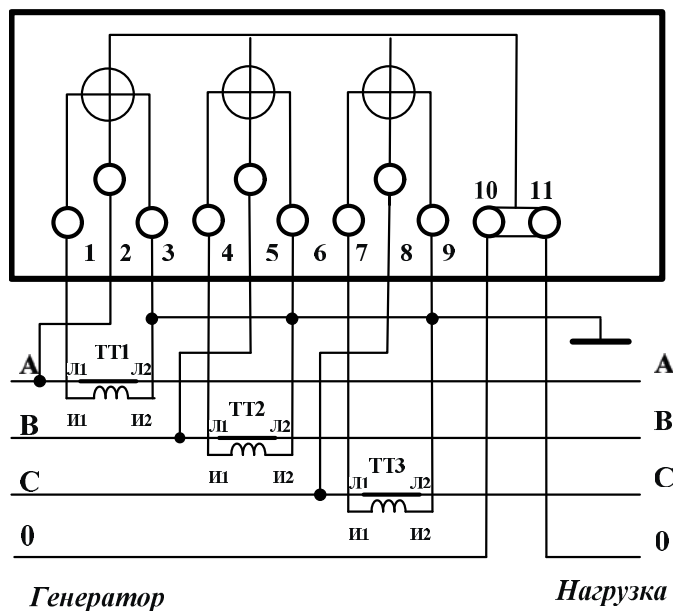 10 11
1 2 3 4 5 6 7 8 9
A ТТ1 A
Л1 Л2
И1 И2
B ТТ2 B
Л1 Л2
И1 И2
C ТТ3 C
Л1 Л2
И1 И2
0 0
Генератор Нагрузка